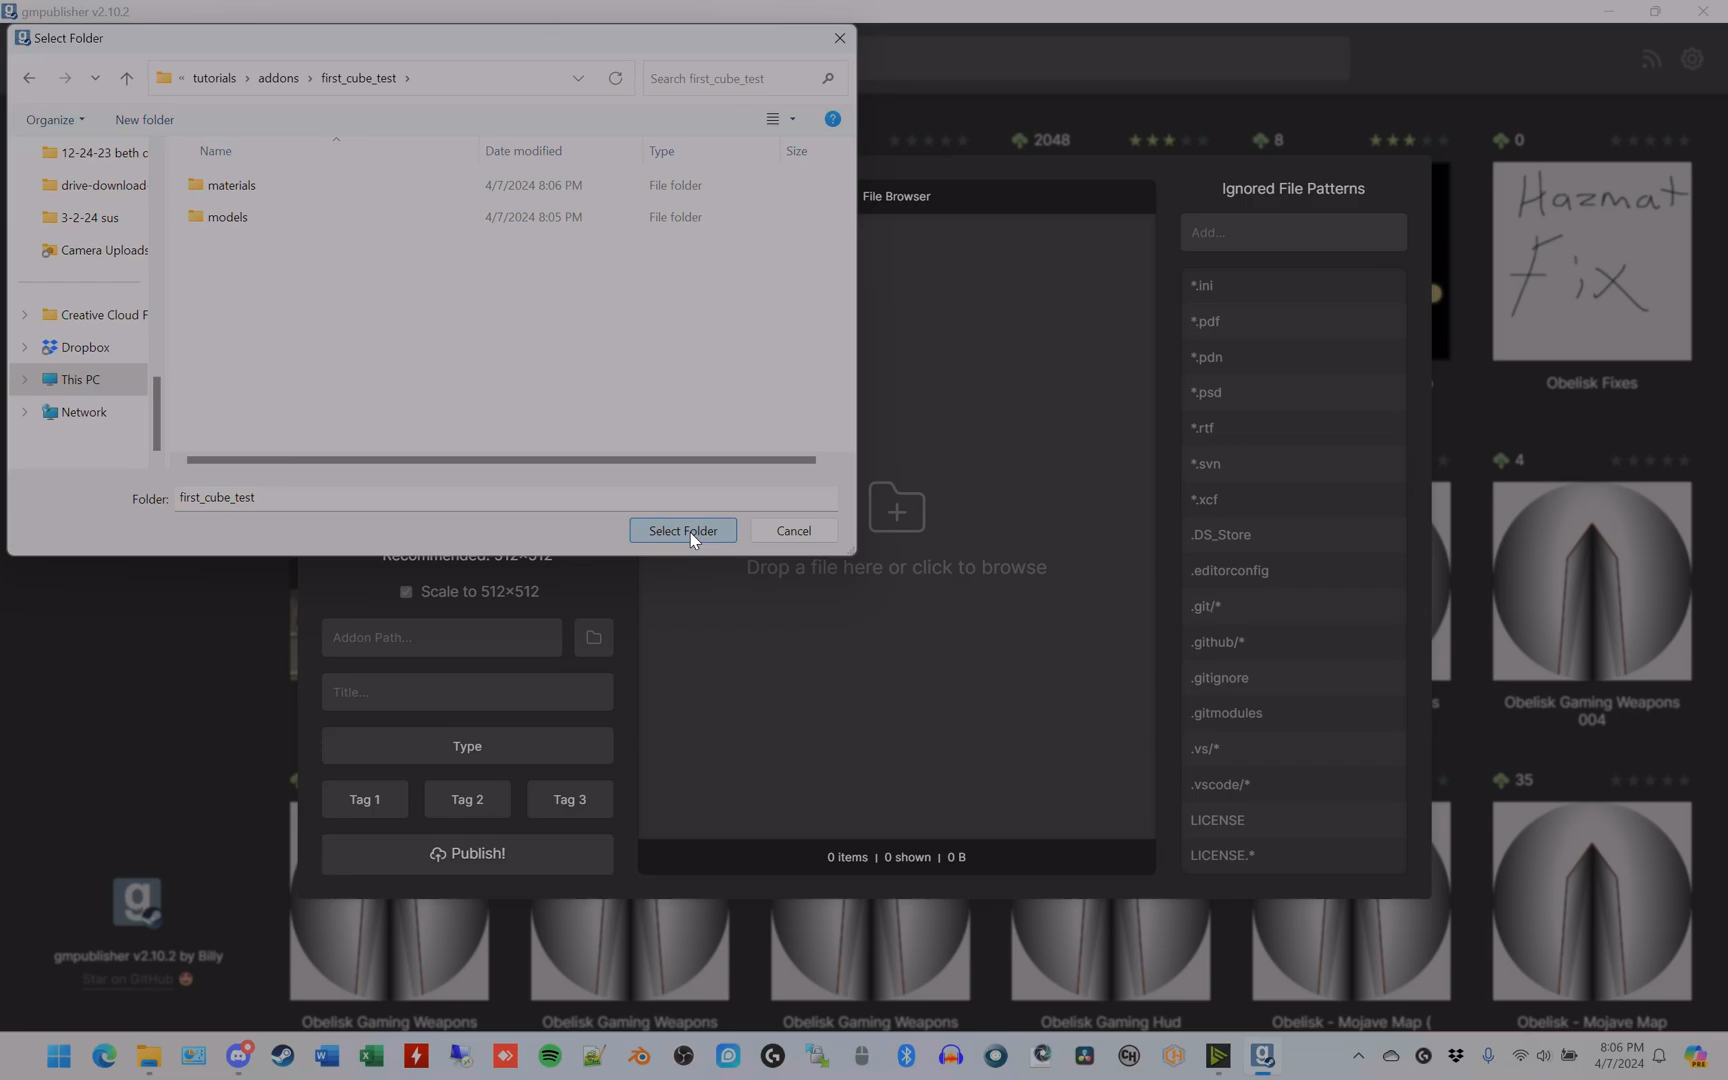 gmpublisher v2.10.2
Select Folder
« tutorials › addons › first_cube_test ›
Search first_cube_test
Organize
New folder
Name
Date modified
Type
Size
12-24-23 beth c
drive-download
3-2-24 sus
Camera Uploads
Creative Cloud F
Dropbox
This PC
Network
materials 4/7/2024 8:06 PM File folder
models 4/7/2024 8:05 PM File folder
Folder: first_cube_test
Select Folder
Cancel
2048
8
0
Hazmat
Fix
Obelisk Fixes
4
Obelisk Gaming Weapons
004
35
File Browser
Drop a file here or click to browse
0 items | 0 shown | 0 B
Ignored File Patterns
Add...
*.ini
*.pdf
*.pdn
*.psd
*.rtf
*.svn
*.xcf
.DS_Store
.editorconfig
.git/*
.github/*
.gitignore
.gitmodules
.vs/*
.vscode/*
LICENSE
LICENSE.*
Recommended: 512×512
Scale to 512×512
Addon Path...
Title...
Type
Tag 1
Tag 2
Tag 3
Publish!
gmpublisher v2.10.2 by Billy
Star on GitHub
Obelisk Gaming Weapons
Obelisk Gaming Weapons
Obelisk Gaming Weapons
Obelisk Gaming Hud
Obelisk - Mojave Map (
Obelisk - Mojave Map
8:06 PM
4/7/2024